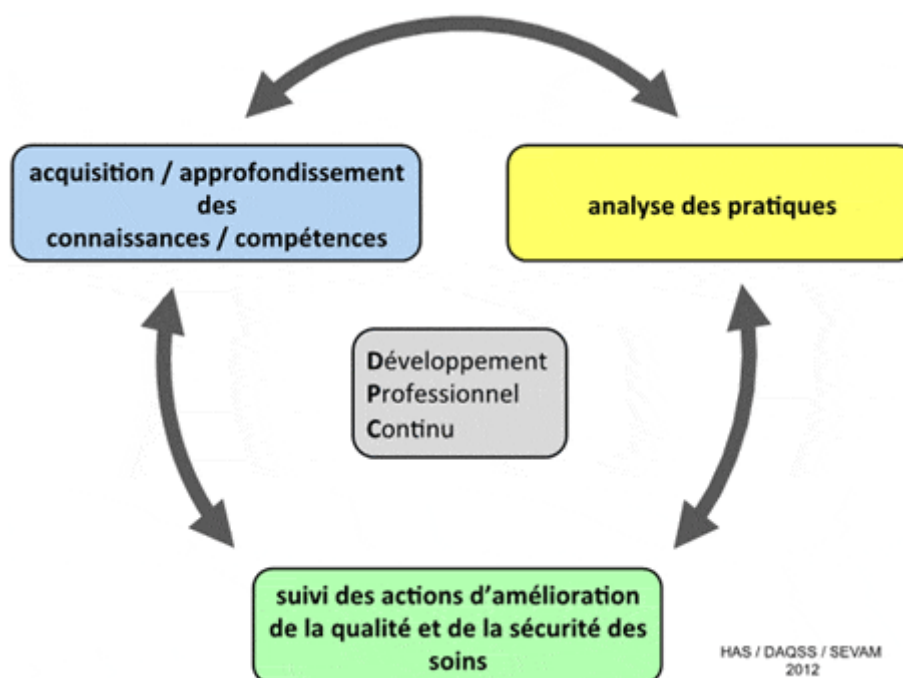 acquisition / approfondissement
des
connaissances / compétences
analyse des pratiques
Développement
Professionnel
Continu
suivi des actions d'amélioration
de la qualité et de la sécurité des
soins
HAS / DAQSS / SEVAM
2012